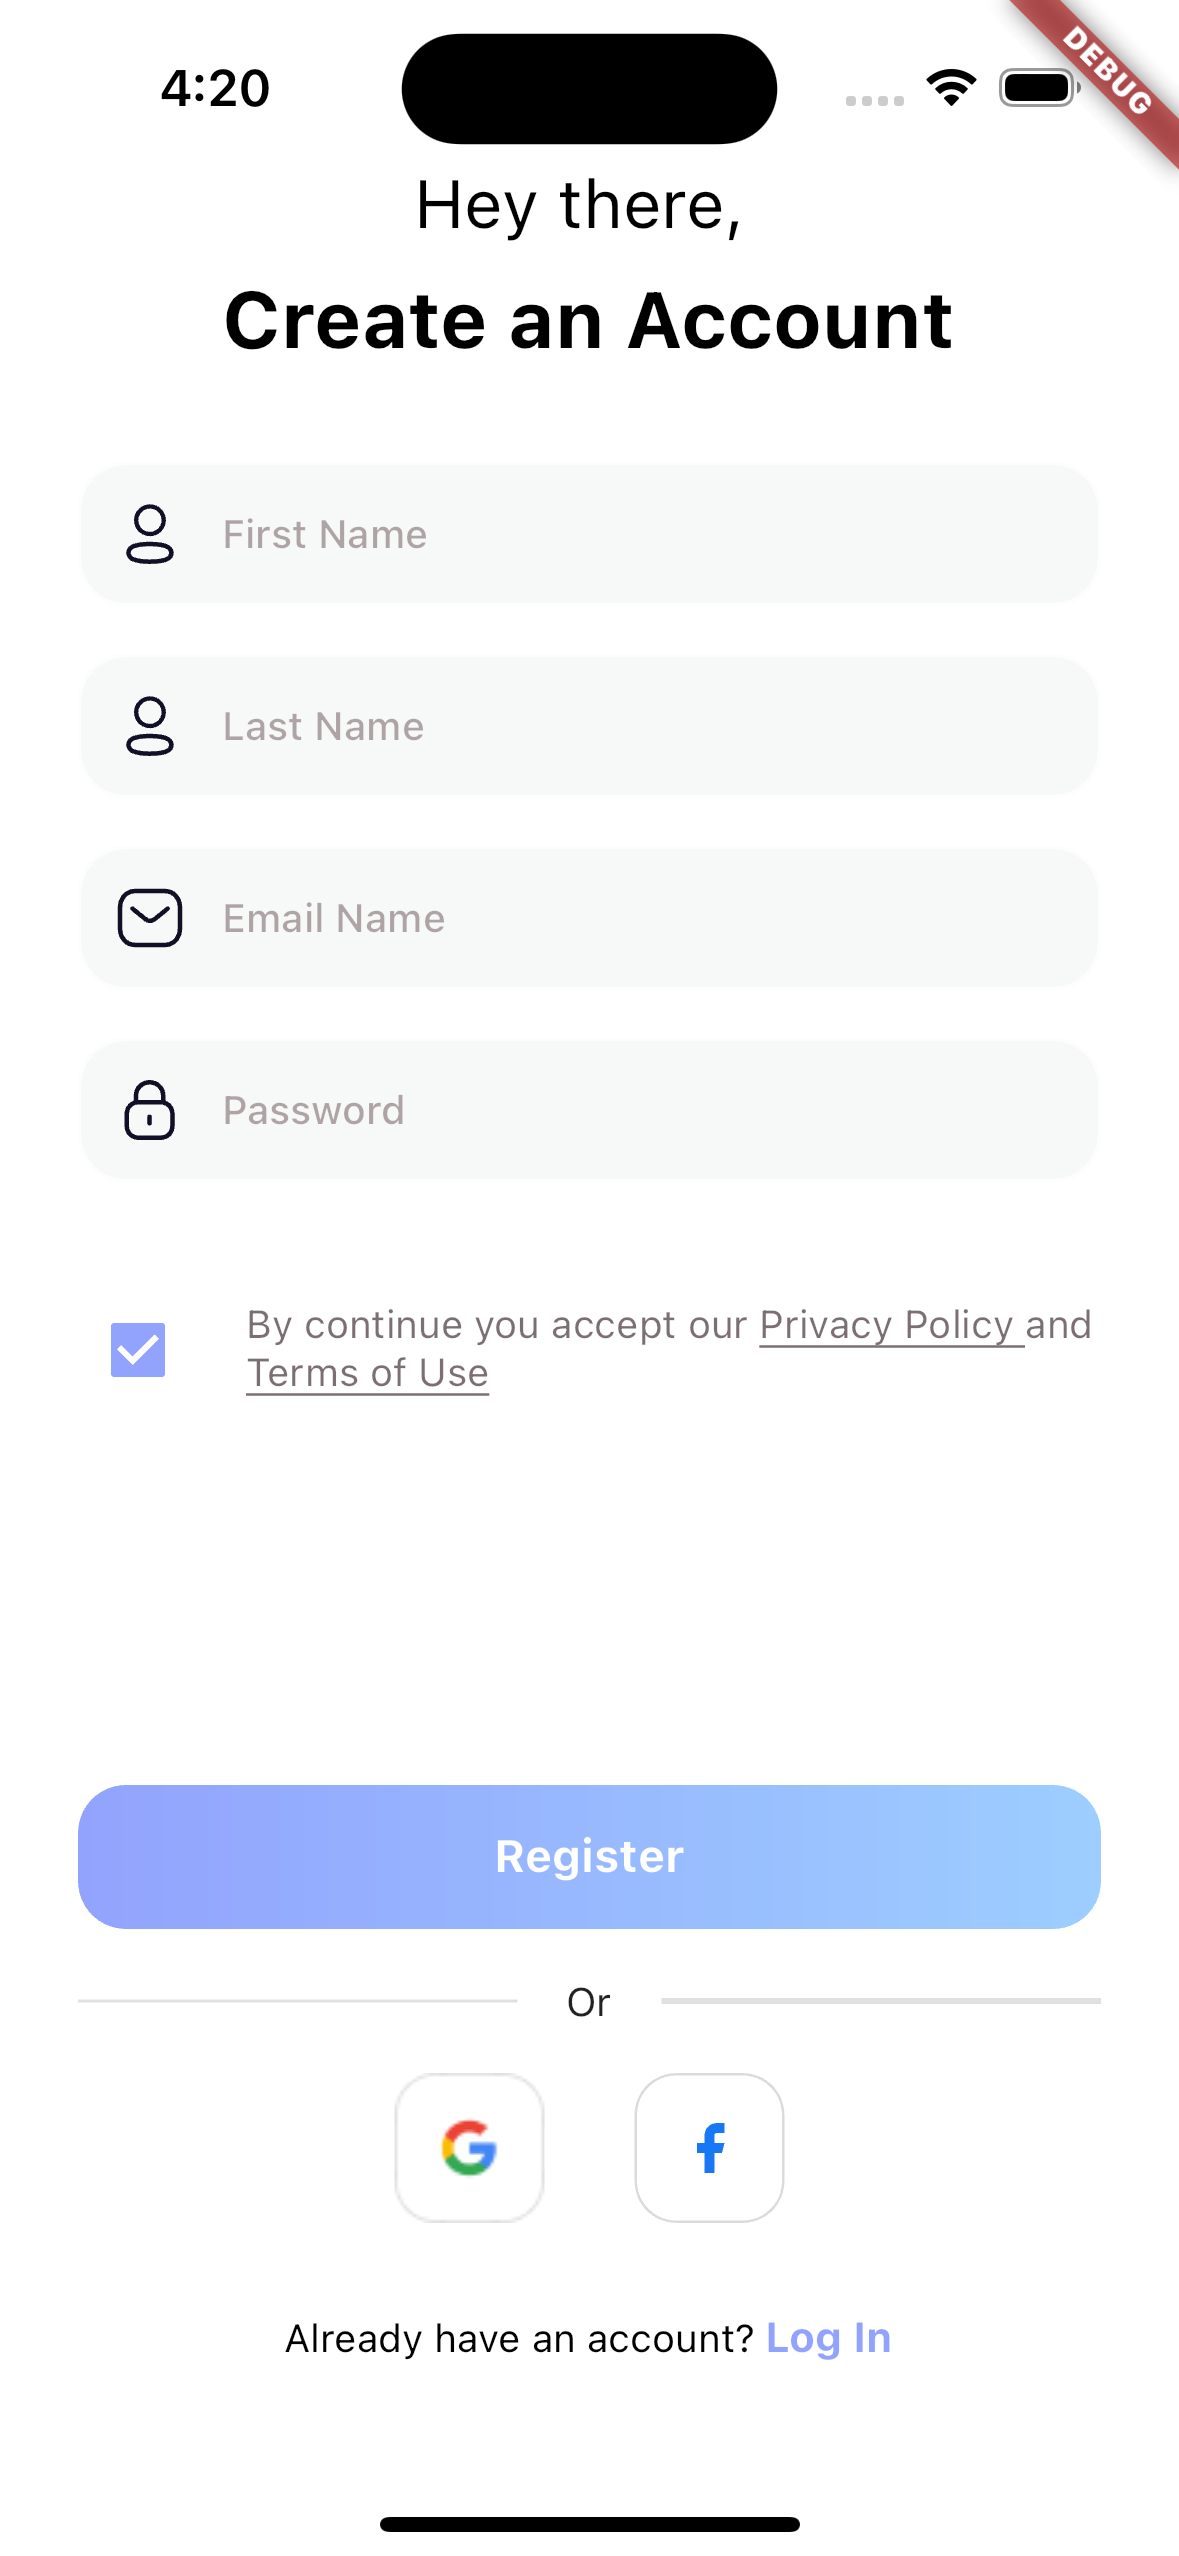 4:20
DEBUG
Hey there,
Create an Account
First Name
Last Name
Email Name
Password
By continue you accept our Privacy Policy and
Terms of Use
Register
Or
Already have an account? Log In